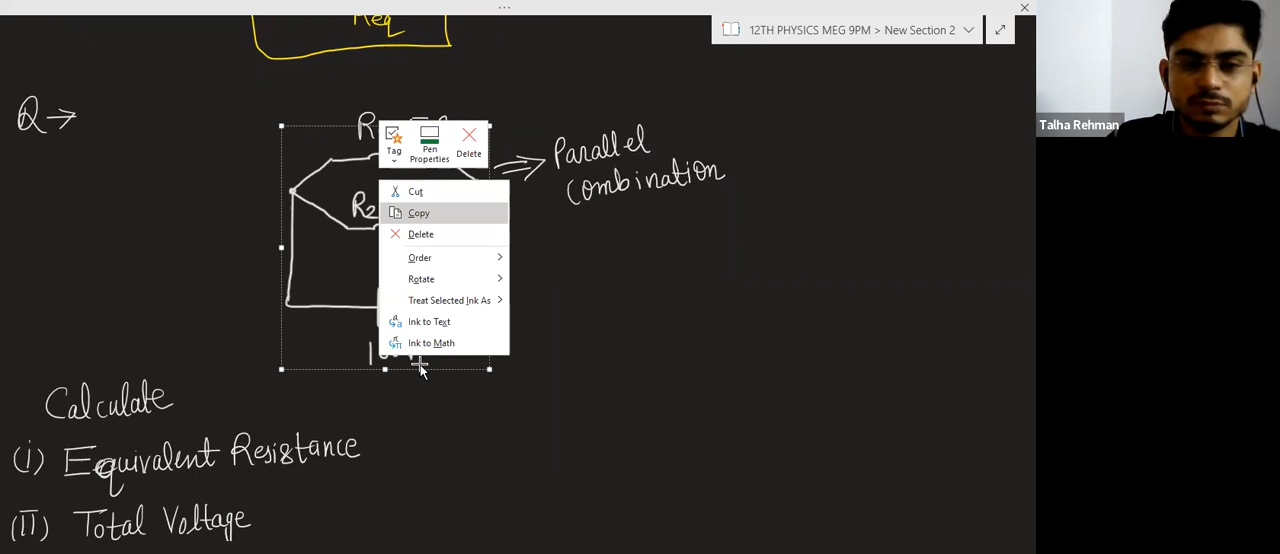 Req
12TH PHYSICS MEG 9PM > New Section 2
Q →
R
Tag
Pen Properties
Delete
Talha Rehman
Parallel
Combination
Cut
R2
Copy
Delete
Order
Rotate
Treat Selected Ink As
Ink to Text
Ink to Math
Calculate
(i) Equivalent Resistance
(II) Total Voltage